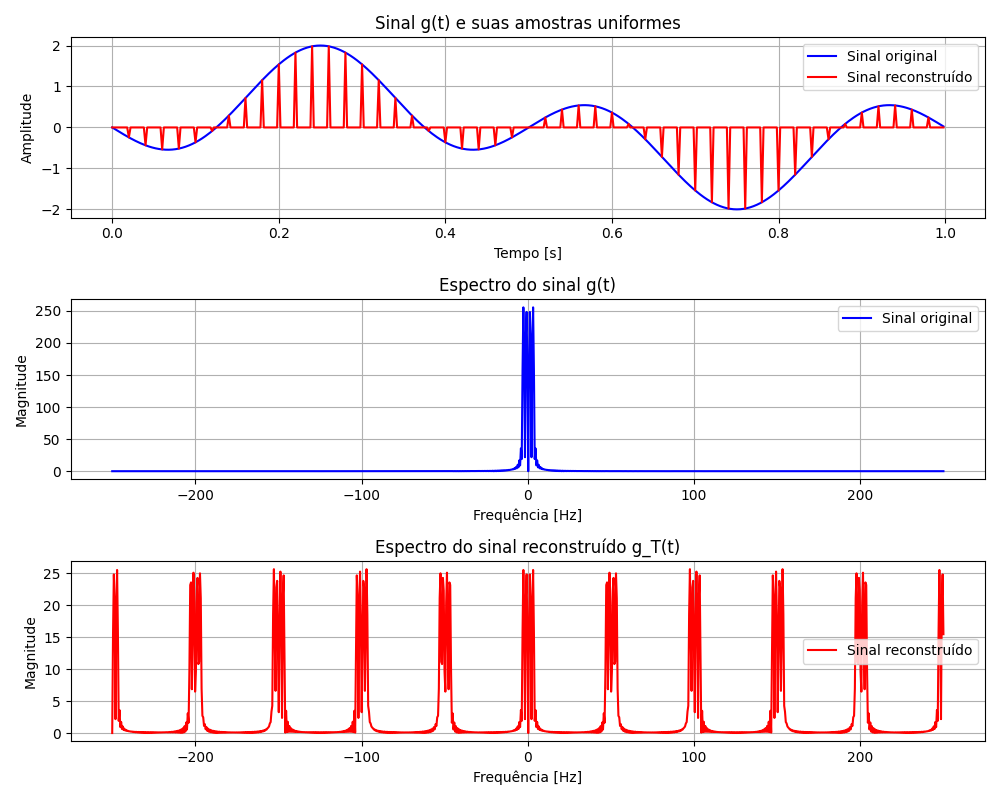 Sinal g(t) e suas amostras uniformes
Amplitude
2
1
0
−1
−2
Sinal original
Sinal reconstruído
0.0 0.2 0.4 0.6 0.8 1.0
Tempo [s]
Espectro do sinal g(t)
Magnitude
250
200
150
100
50
0
Sinal original
−200 −100 0 100 200
Frequência [Hz]
Espectro do sinal reconstruído g_T(t)
Magnitude
25
20
15
10
5
0
Sinal reconstruído
−200 −100 0 100 200
Frequência [Hz]